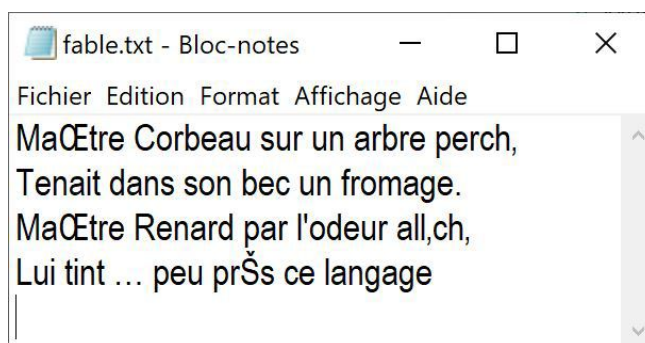 fable.txt - Bloc-notes
Fichier Edition Format Affichage Aide
MaŒtre Corbeau sur un arbre perch‚
Tenait dans son bec un fromage.
MaŒtre Renard par l'odeur all‚ch‚
Lui tint … peu prŠs ce langage